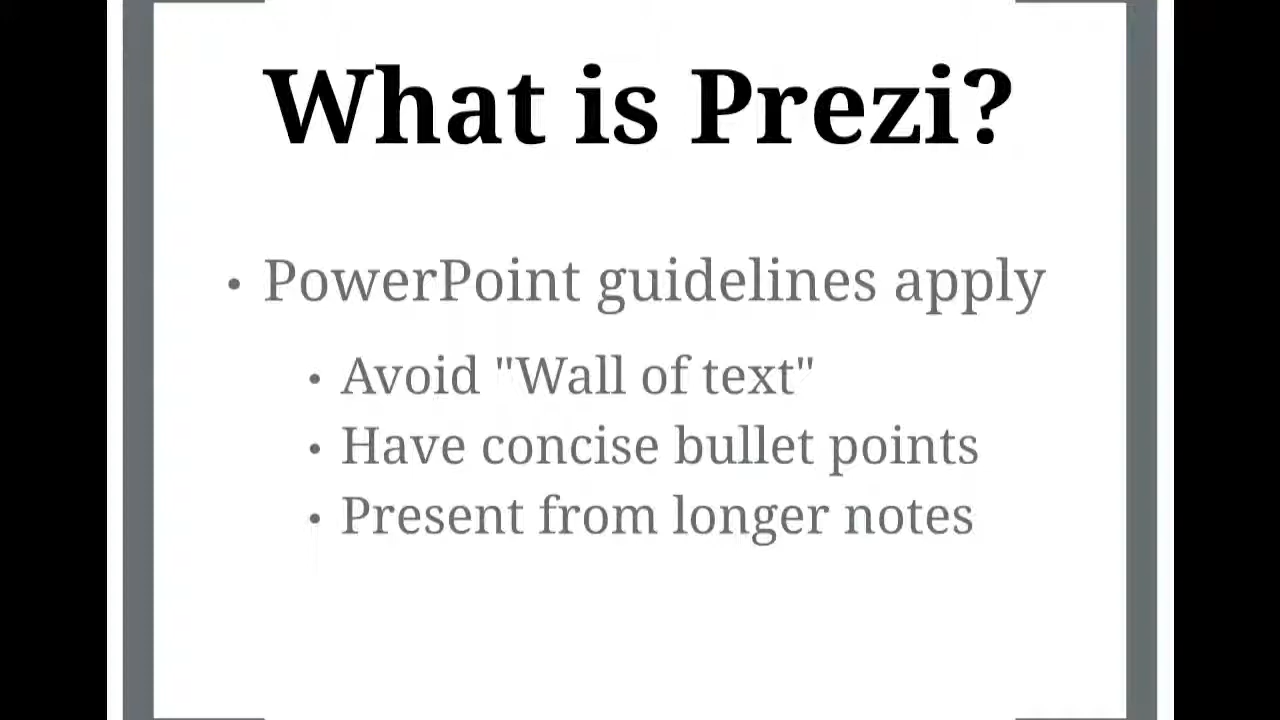 What is Prezi?
• PowerPoint guidelines apply
• Avoid "Wall of text"
• Have concise bullet points
• Present from longer notes